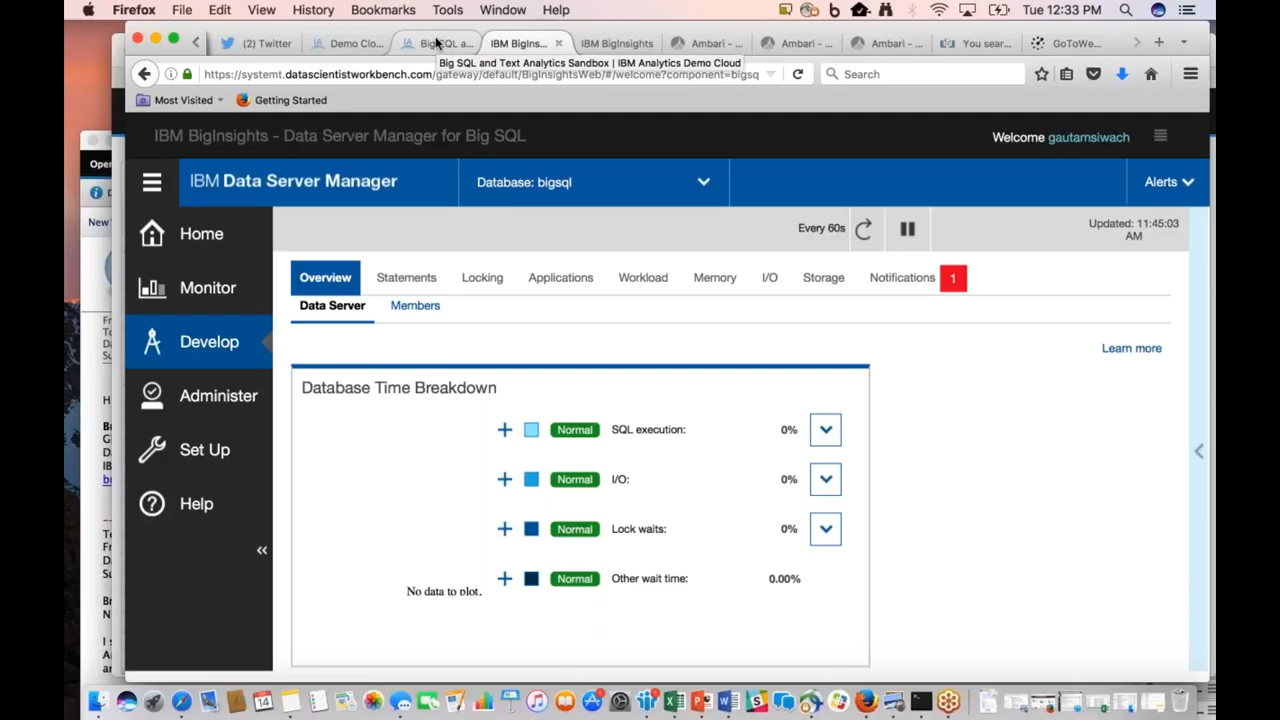 Firefox File Edit View History Bookmarks Tools Window Help Tue 12:33 PM
(2) Twitter Demo Clo... Big SQL a... IBM BigIns... × IBM BigInsights Ambari - ... Ambari - ... Ambari - ... You sear... GoToWe...
Big SQL and Text Analytics Sandbox | IBM Analytics Demo Cloud
https://systemt.datascientistworkbench.com/gateway/default/BigInsightsWeb/#/welcome?component=bigsq Search
Most Visited Getting Started
IBM BigInsights - Data Server Manager for Big SQL Welcome gautamsiwach
Open
IBM Data Server Manager Database: bigsql Alerts
New
Home
Every 60s Updated: 11:45:03
AM
Monitor
Overview Statements Locking Applications Workload Memory I/O Storage Notifications 1
Data Server Members
Develop
Learn more
Administer
Database Time Breakdown
Normal SQL execution: 0%
Set Up
Normal I/O: 0%
Help
Normal Lock waits: 0%
«
Normal Other wait time: 0.00%
No data to plot.
14